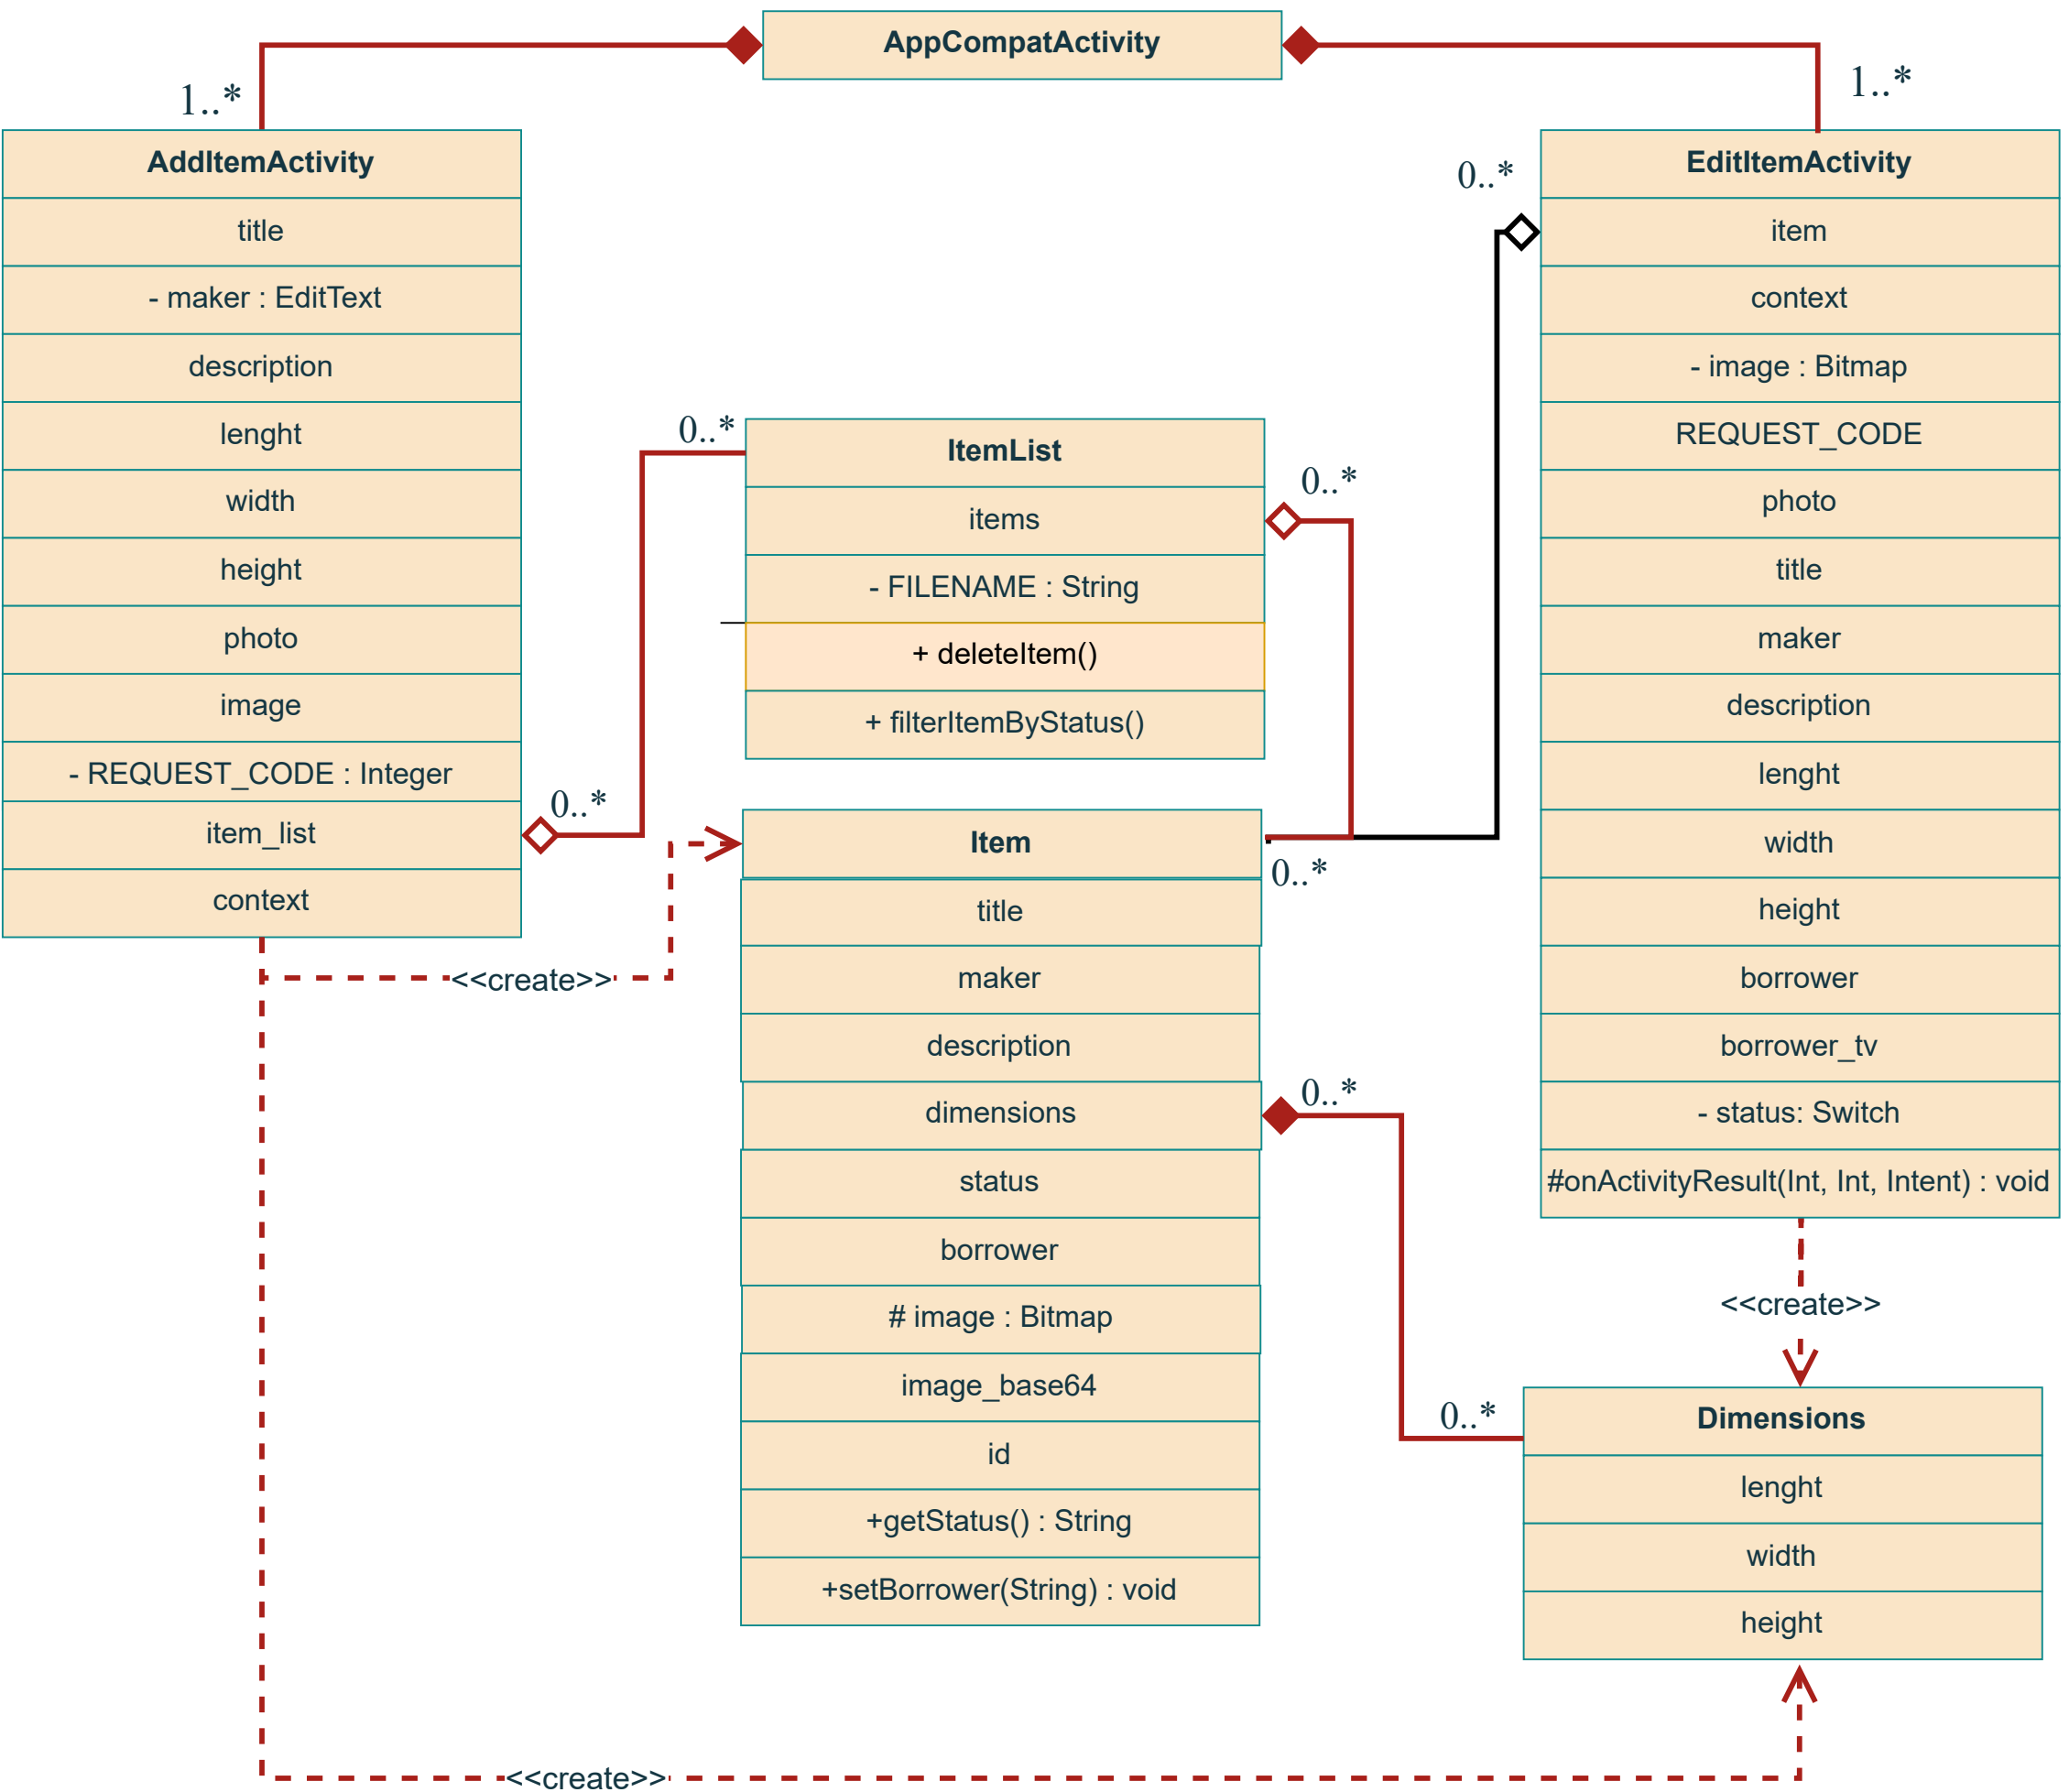 AppCompatActivity
1..*
1..*
AddItemActivity
title
- maker : EditText
description
lenght
width
height
photo
image
- REQUEST_CODE : Integer
item_list
context
0..*
0..*
ItemList
items
- FILENAME : String
+ deleteItem()
+ filterItemByStatus()
0..*
0..*
EditItemActivity
item
context
- image : Bitmap
REQUEST_CODE
photo
title
maker
description
lenght
width
height
borrower
borrower_tv
- status: Switch
#onActivityResult(Int, Int, Intent) : void
Item
title
maker
description
dimensions
status
borrower
# image : Bitmap
image_base64
id
+getStatus() : String
+setBorrower(String) : void
0..*
0..*
0..*
<<create>>
<<create>>
Dimensions
lenght
width
height
<<create>>